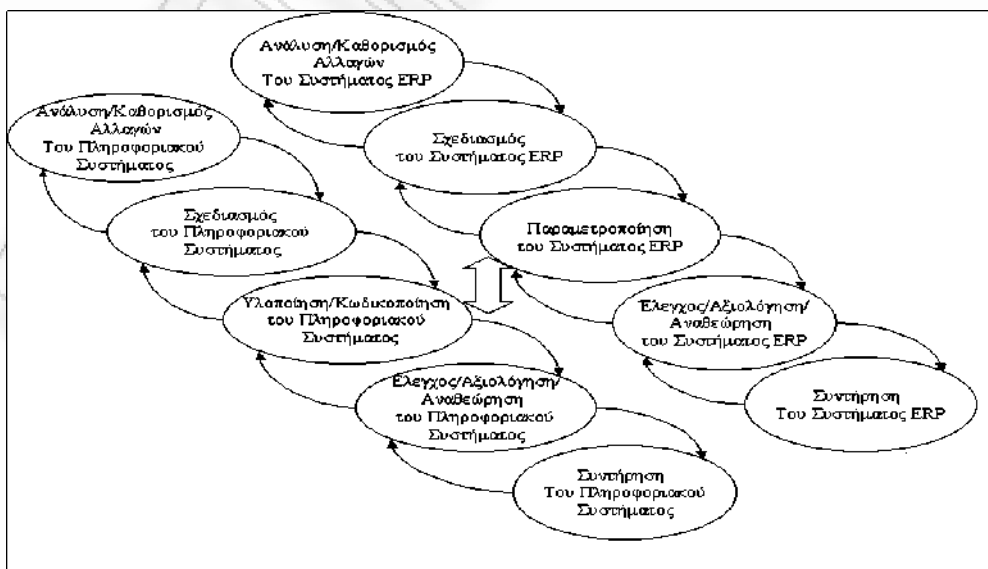 Ανάλυση/Καθορισμός
Αλλαγών
Του Συστήματος ERP
Σχεδιασμός
του Συστήματος ERP
Παραμετροποίηση
του Συστήματος ERP
Έλεγχος/Αξιολόγηση/
Αναθεώρηση
του Συστήματος ERP
Συντήρηση
Του Συστήματος ERP
Ανάλυση/Καθορισμός
Αλλαγών
Του Πληροφοριακού
Συστήματος
Σχεδιασμός
του Πληροφοριακού
Συστήματος
Υλοποίηση/Κωδικοποίηση
του Πληροφοριακού
Συστήματος
Έλεγχος/Αξιολόγηση/
Αναθεώρηση
του Πληροφοριακού
Συστήματος
Συντήρηση
Του Πληροφοριακού
Συστήματος